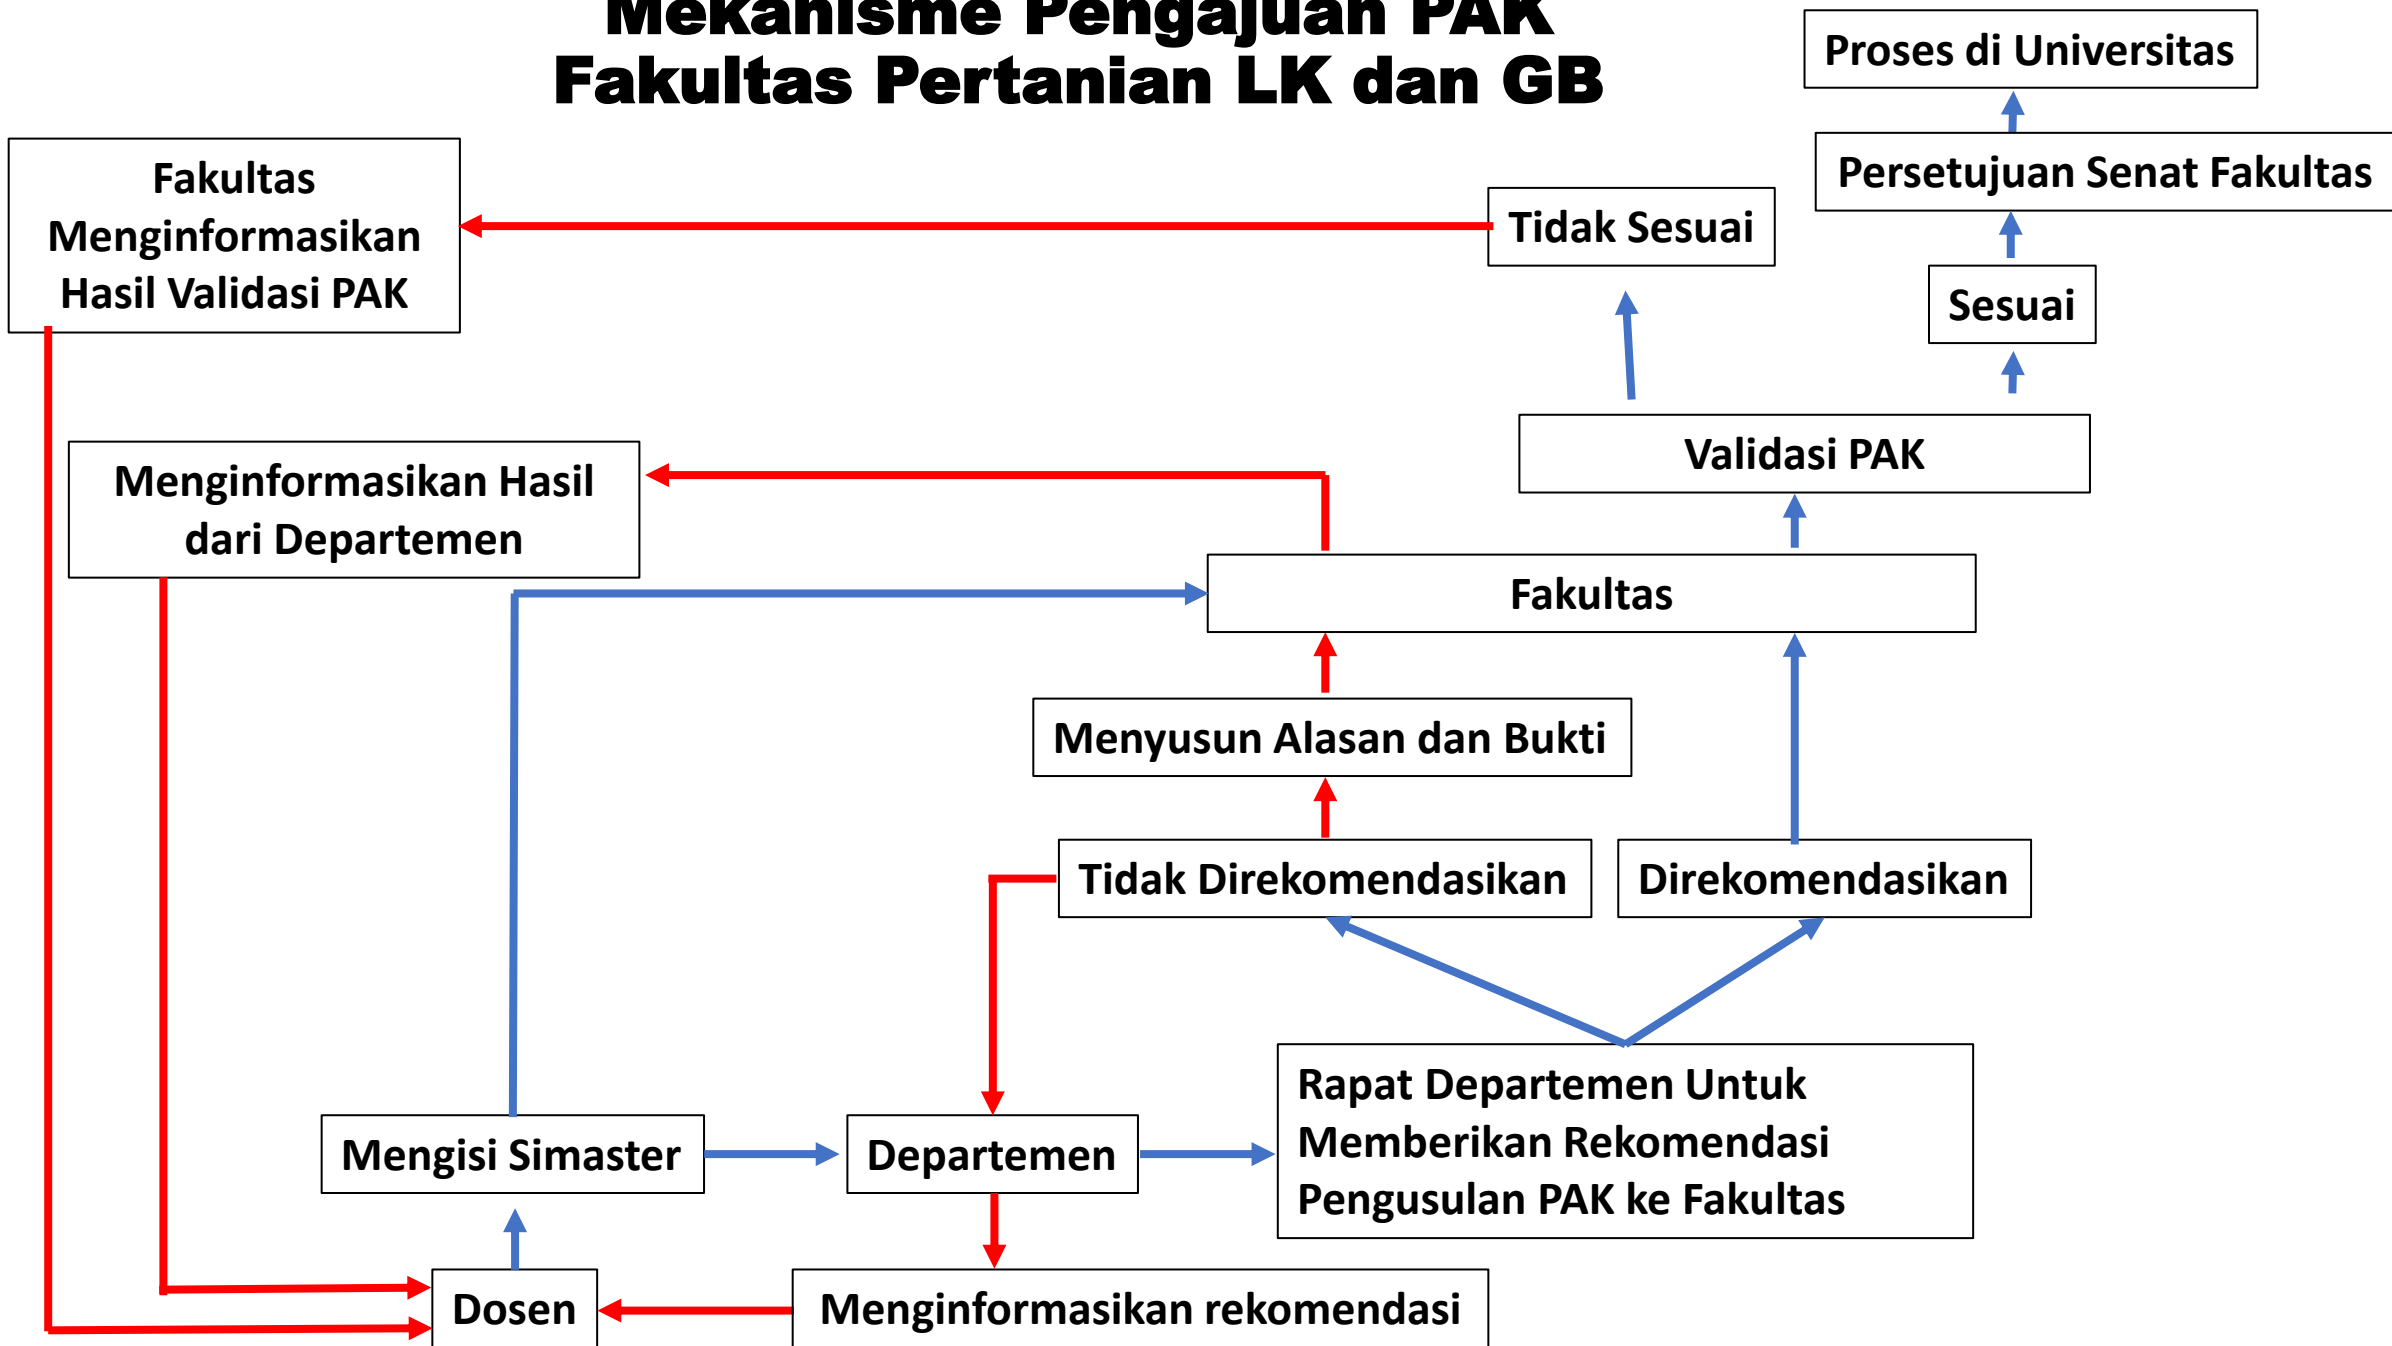 Mekanisme Pengajuan PAK
Fakultas Pertanian LK dan GB
Proses di Universitas
Persetujuan Senat Fakultas
Fakultas
Menginformasikan
Hasil Validasi PAK
Tidak Sesuai
Sesuai
Validasi PAK
Menginformasikan Hasil
dari Departemen
Fakultas
Menyusun Alasan dan Bukti
Tidak Direkomendasikan
Direkomendasikan
Rapat Departemen Untuk
Memberikan Rekomendasi
Pengusulan PAK ke Fakultas
Mengisi Simaster
Departemen
Dosen
Menginformasikan rekomendasi